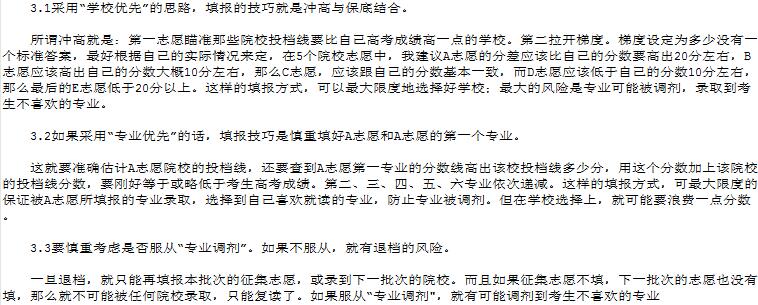 3.1采用“学校优先”的思路，填报的技巧就是冲高与保底结合。
所谓冲高就是：第一志愿瞄准那些院校投档线要比自己高考成绩高一点的学校。第二拉开梯度。梯度设定为多少没有一
个标准答案，最好根据自己的实际情况来定，在5个院校志愿中，我建议A志愿的分差应该比自己的分数要高出20分左右，B
志愿应该高出自己的分数大概10分左右，那么C志愿，应该跟自己的分数基本一致，而D志愿应该低于自己的分数10分左右，
那么最后的E志愿低于20分以上。这样的填报方式，可以最大限度地选择好学校；最大的风险是专业可能被调剂，录取到考
生不喜欢的专业。
3.2如果采用“专业优先”的话，填报技巧是慎重填好A志愿和A志愿的第一个专业。
这就要准确估计A志愿院校的投档线，还要查到A志愿第一专业的分数线高出该校投档线多少分，用这个分数加上该院校
的投档线分数，要刚好等于或略低于考生高考成绩。第二、三、四、五、六专业依次递减。这样的填报方式，可最大限度的
保证被A志愿所填报的专业录取，选择到自己喜欢就读的专业，防止专业被调剂。但在学校选择上，就可能要浪费一点分数
。
3.3要慎重考虑是否服从“专业调剂”。如果不服从，就有退档的风险。
一旦退档，就只能再填报本批次的征集志愿，或录到下一批次的院校。而且如果征集志愿不填，下一批次的志愿也没有
填，那么就不可能被任何院校录取，只能复读了。如果服从“专业调剂"，就有可能调剂到考生不喜欢的专业